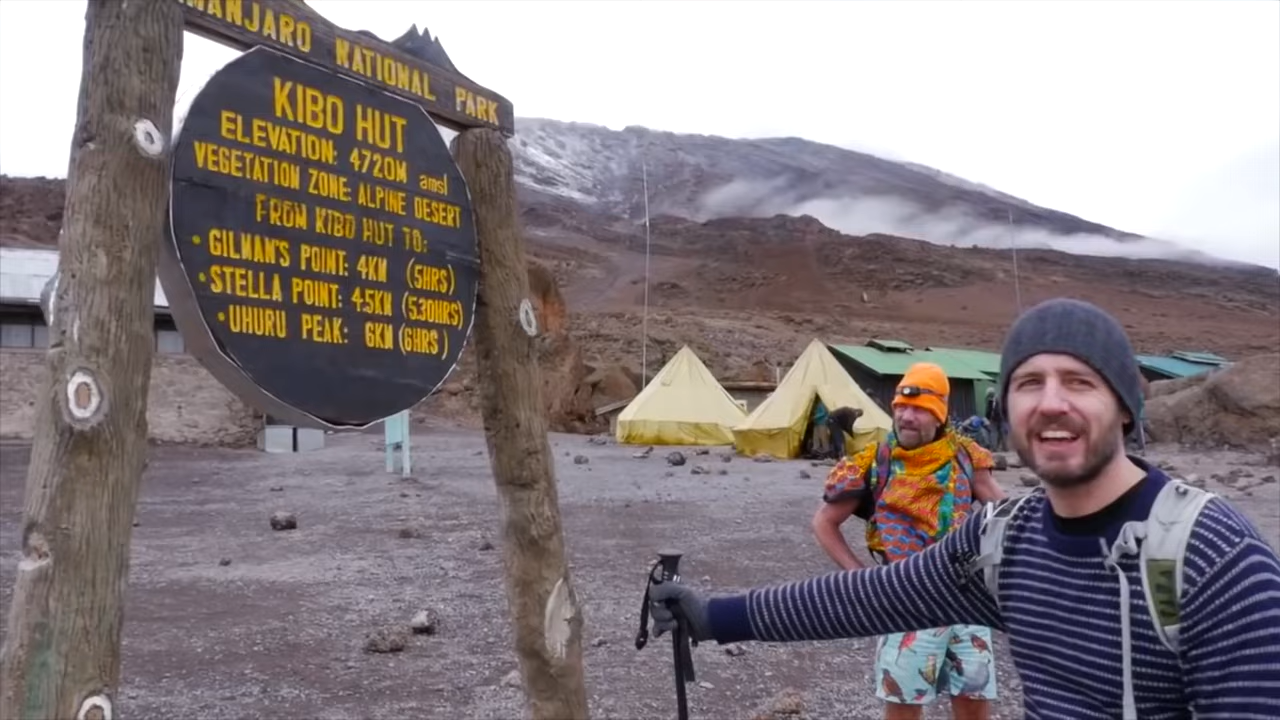 MANJARO NATIONAL PARK
KIBO HUT
ELEVATION: 4720M amsl
VEGETATION ZONE: ALPINE DESERT
FROM KIBO HUT TO:
• GILMAN'S POINT: 4KM (5HRS)
• STELLA POINT: 4.5KM (5.30HRS)
• UHURU PEAK: 6KM (6HRS)